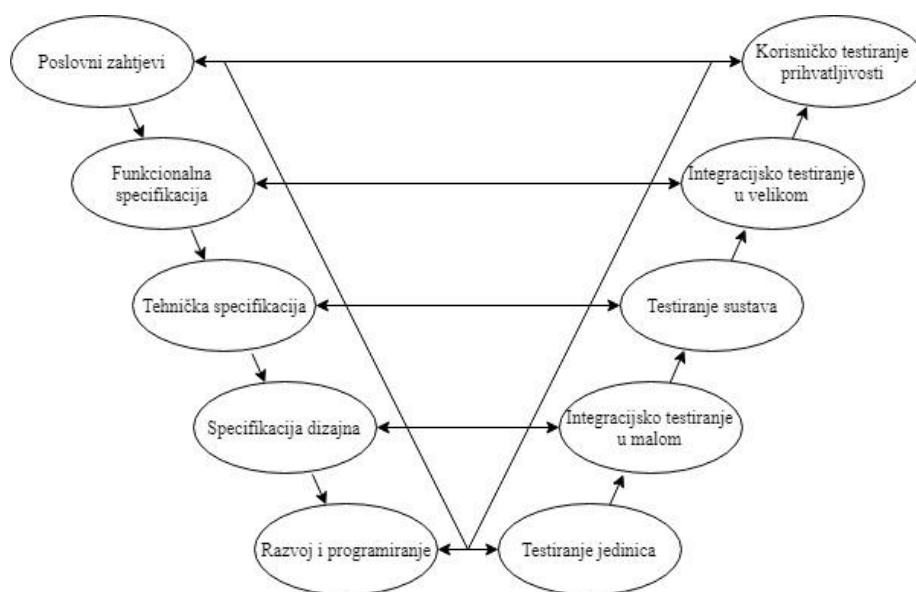 Poslovni zahtjevi
Korisničko testiranje
prihvatljivosti
Funkcionalna
specifikacija
Integracijsko testiranje
u velikom
Tehnička specifikacija
Testiranje sustava
Specifikacija dizajna
Integracijsko testiranje
u malom
Razvoj i programiranje
Testiranje jedinica